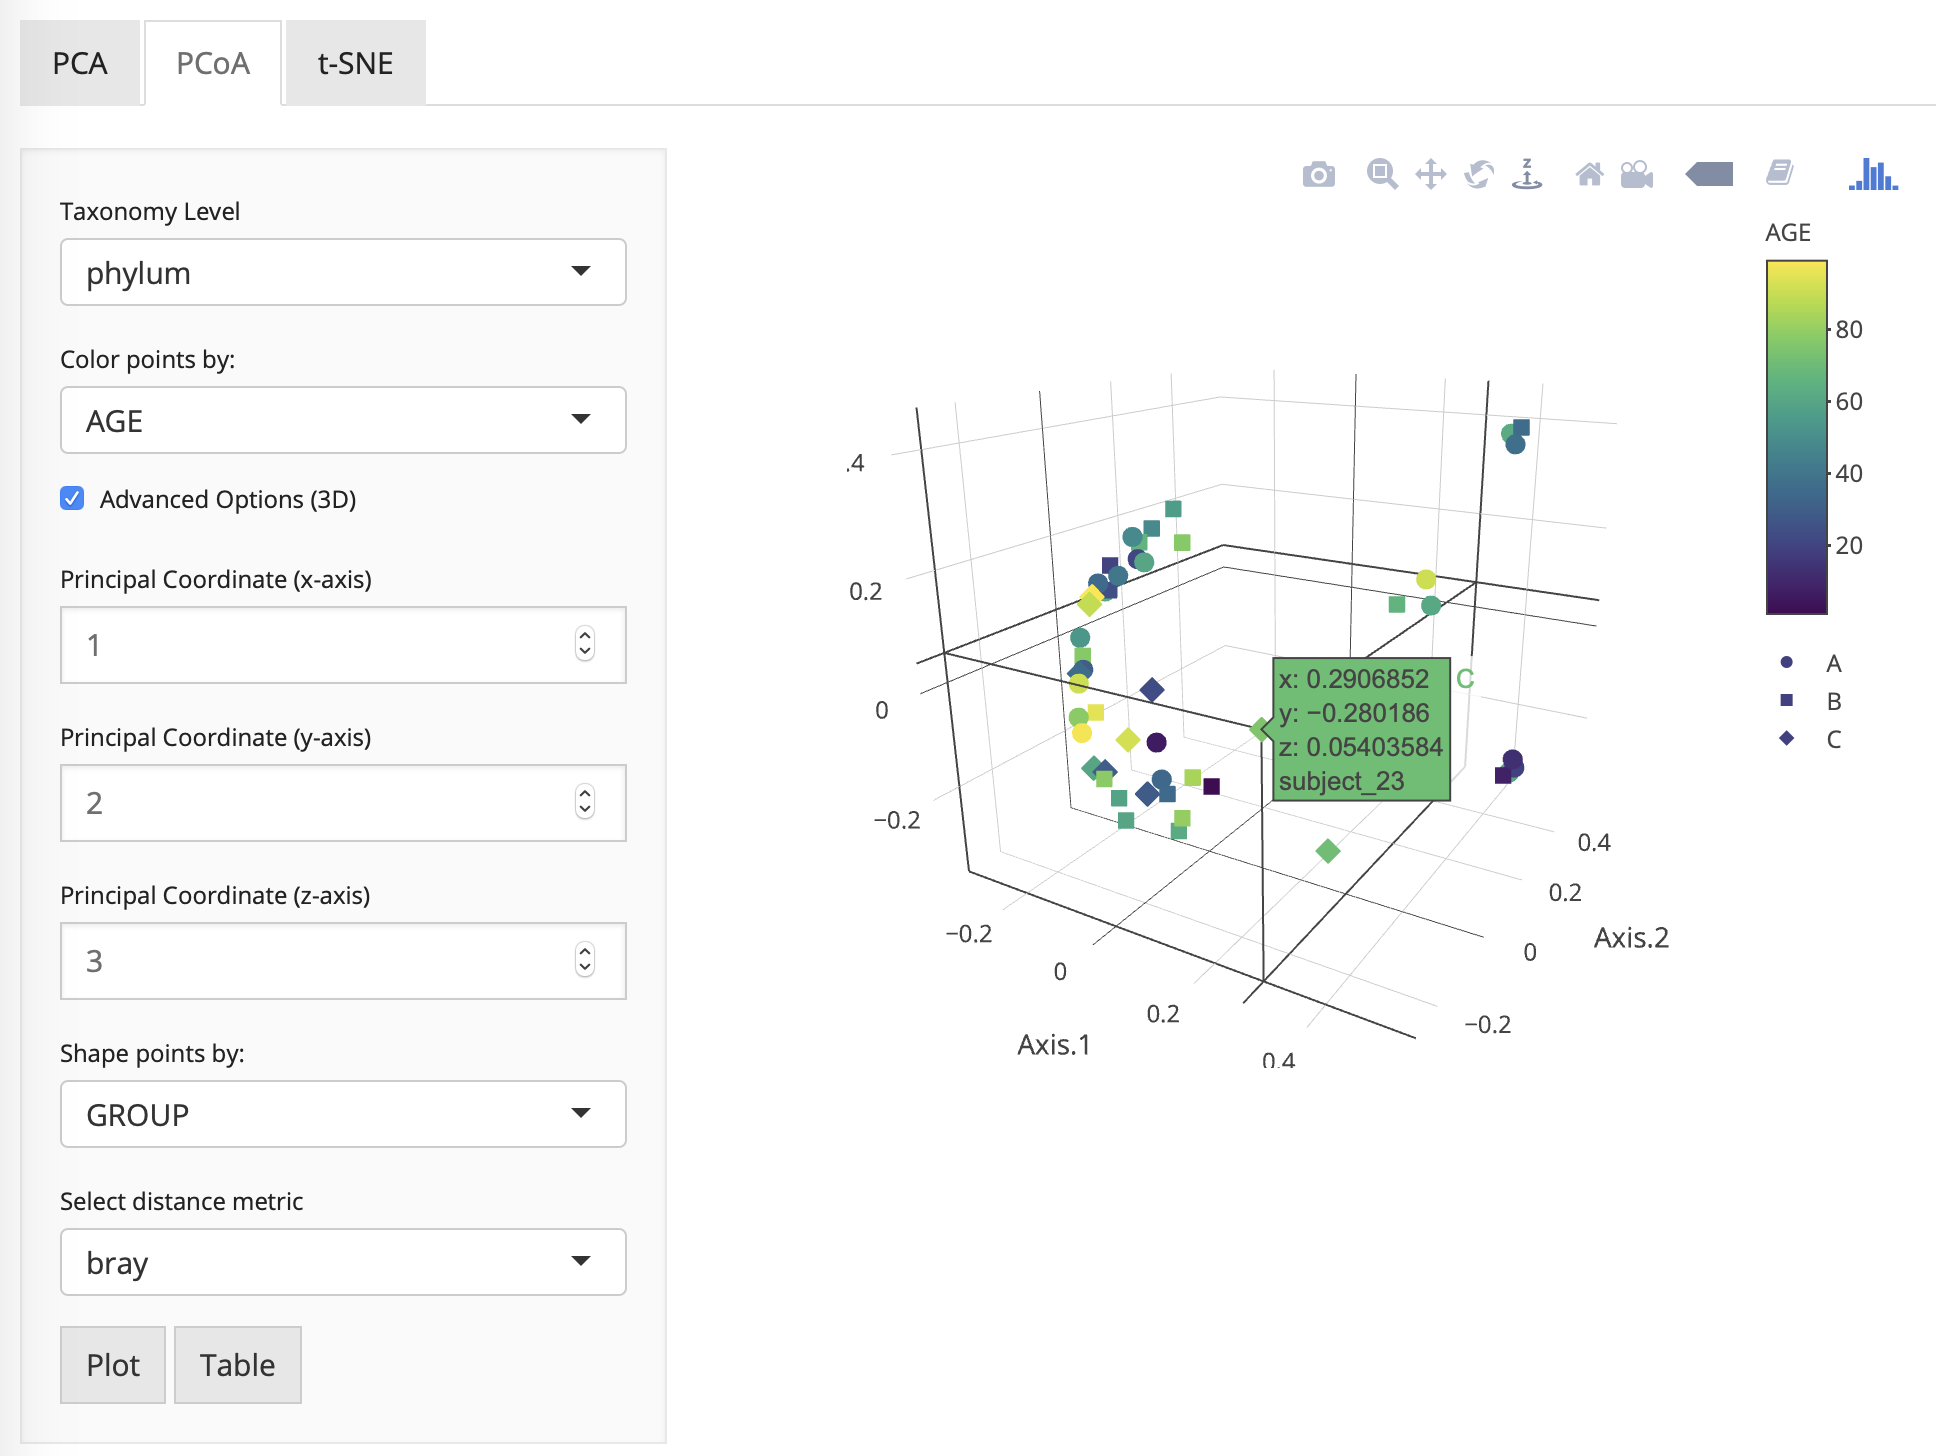 PCA
PCoA
t-SNE
Taxonomy Level
phylum
Color points by:
AGE
Advanced Options (3D)
Principal Coordinate (x-axis)
1
Principal Coordinate (y-axis)
2
Principal Coordinate (z-axis)
3
Shape points by:
GROUP
Select distance metric
bray
Plot
Table
z
AGE
80
60
40
20
A
B
C
.4
0.2
0
−0.2
x: 0.2906852
y: −0.280186
z: 0.05403584
subject_23
C
−0.2
0
0.2
0.4
Axis.1
0.4
0.2
0
−0.2
Axis.2